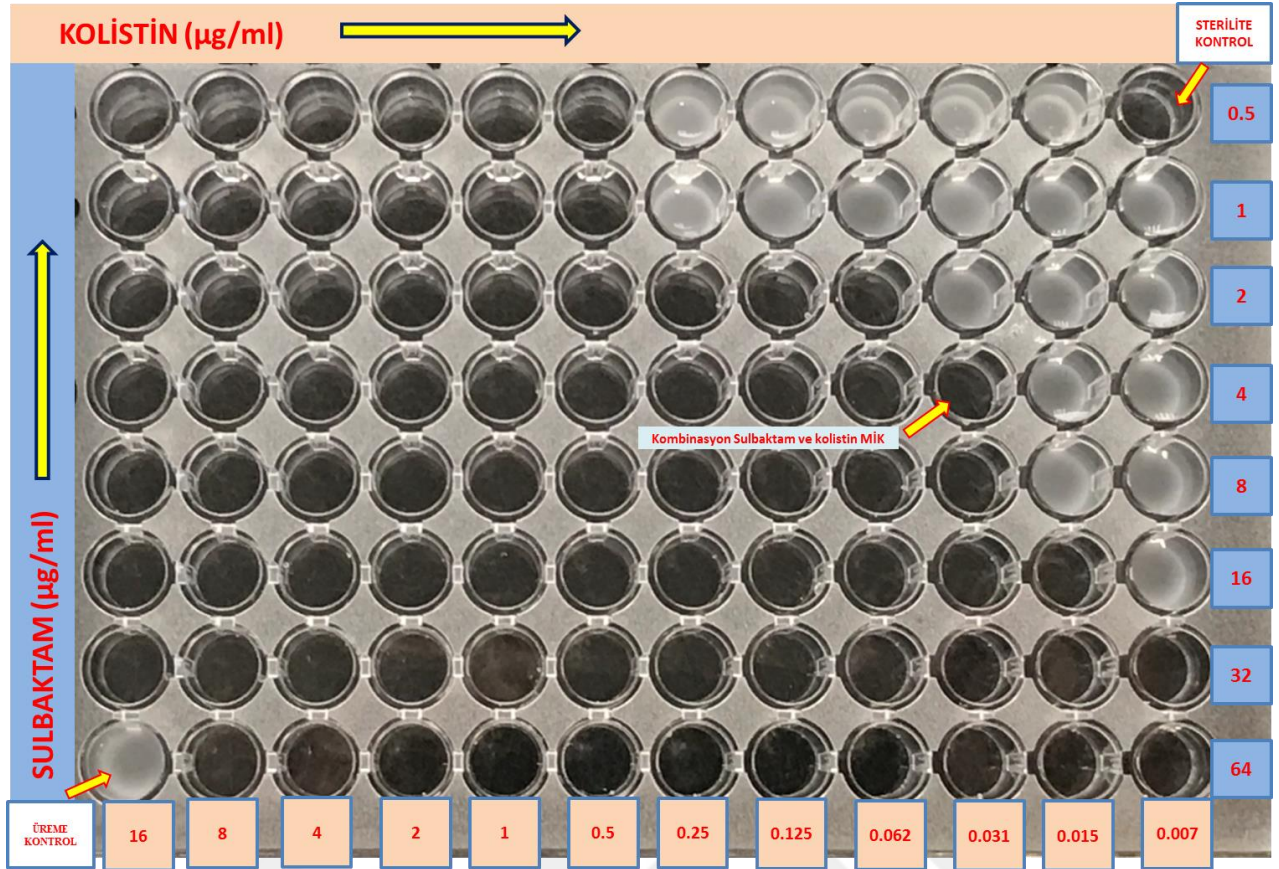 KOLİSTİN (µg/ml)
STERİLİTE
KONTROL
0.5
1
2
4
Kombinasyon Sulbaktam ve kolistin MİK
8
16
32
64
SULBAKTAM (µg/ml)
ÜREME
KONTROL
16
8
4
2
1
0.5
0.25
0.125
0.062
0.031
0.015
0.007